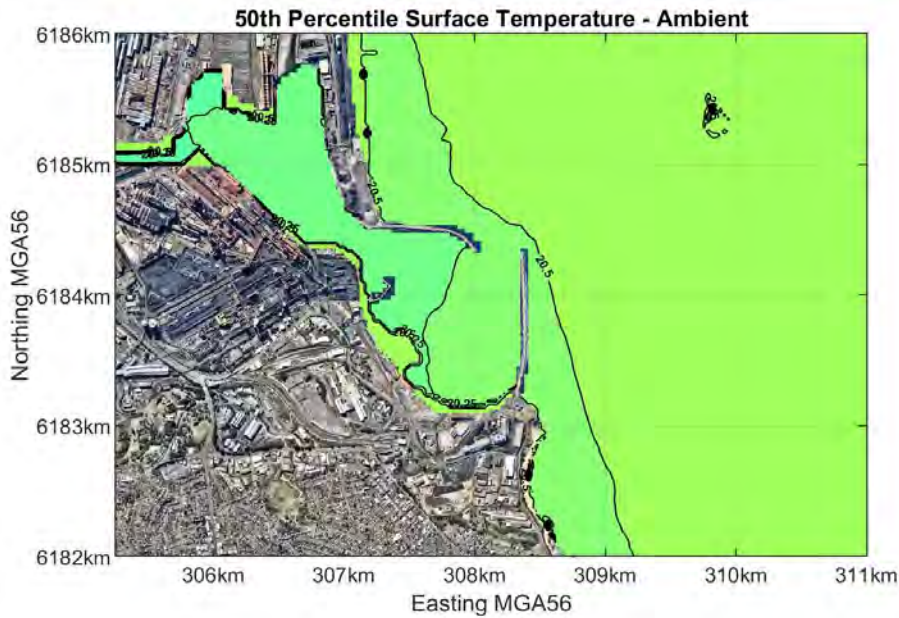 50th Percentile Surface Temperature - Ambient
6186km
6185km
6184km
6183km
6182km
Northing MGA56
20.25
20.5
20.25
20.5
20.25
306km
307km
308km
309km
310km
311km
Easting MGA56